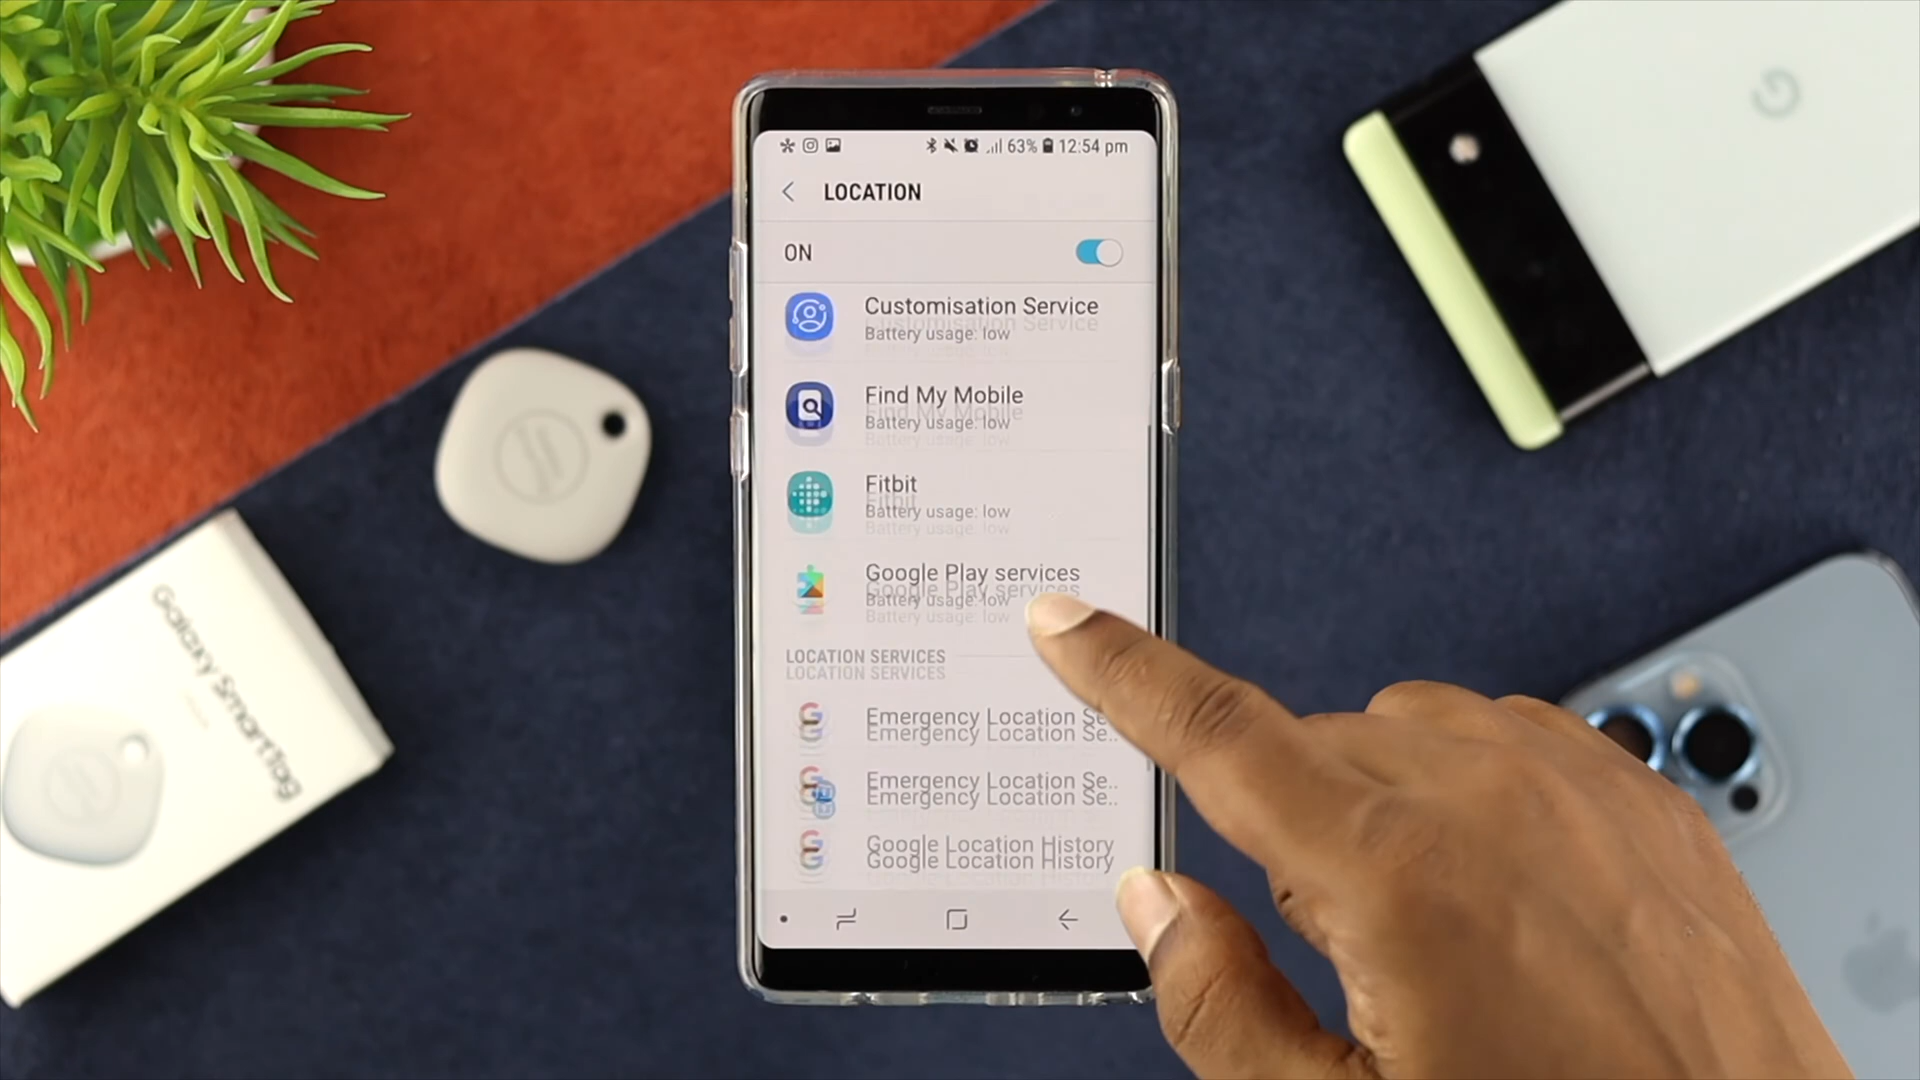 63% 12:54 pm
LOCATION
ON
Customisation Service
Battery usage: low
Find My Mobile
Battery usage: low
Fitbit
Battery usage: low
Google Play services
Battery usage: low
LOCATION SERVICES
Emergency Location Se..
Emergency Location Se..
Google Location History
Galaxy SmartTag